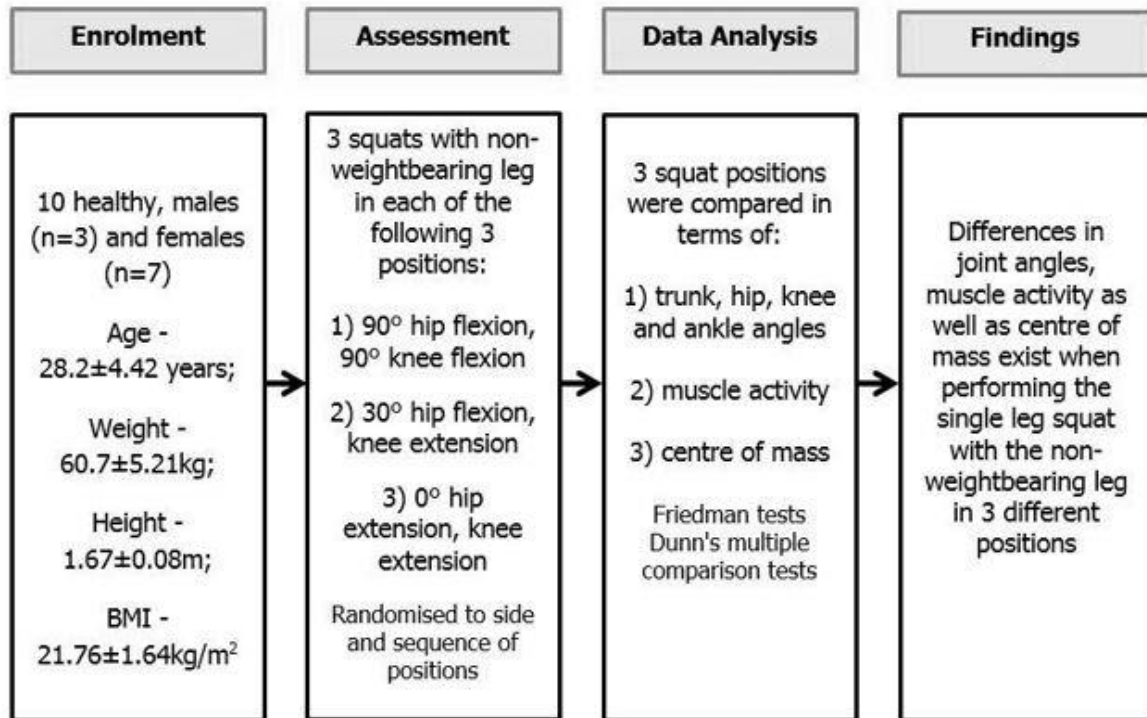 Enrolment
10 healthy, males
(n=3) and females
(n=7)
Age -
28.2±4.42 years;
Weight -
60.7±5.21kg;
Height -
1.67±0.08m;
BMI -
21.76±1.64kg/m²
Assessment
3 squats with non-
weightbearing leg
in each of the
following 3
positions:
1) 90° hip flexion,
90° knee flexion
2) 30° hip flexion,
knee extension
3) 0° hip
extension, knee
extension
Randomised to side
and sequence of
positions
Data Analysis
3 squat positions
were compared in
terms of:
1) trunk, hip, knee
and ankle angles
2) muscle activity
3) centre of mass
Friedman tests
Dunn's multiple
comparison tests
Findings
Differences in
joint angles,
muscle activity as
well as centre of
mass exist when
performing the
single leg squat
with the non-
weightbearing leg
in 3 different
positions